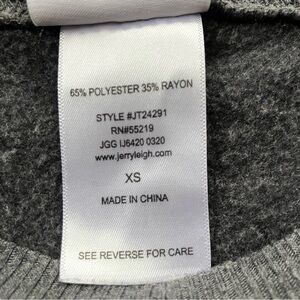 65% POLYESTER 35% RAYON
STYLE #JT24291
RN#55219
JGG IJ6420 0320
www.jerryleigh.com
XS
MADE IN CHINA
SEE REVERSE FOR CARE